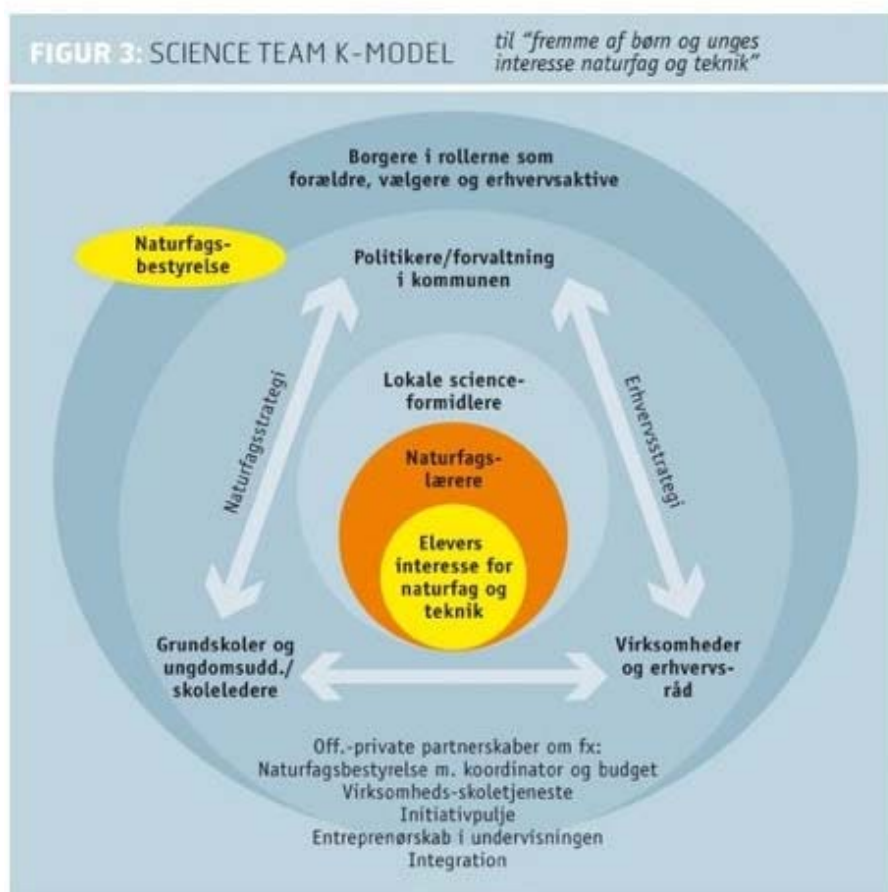 FIGUR 3: SCIENCE TEAM K-MODEL
til "fremme af børn og unges
interesse naturfag og teknik"
Borgere i rollerne som
forældre, vælgere og erhvervsaktive
Naturfags-
bestyrelse
Politikere/forvaltning
i kommunen
Naturfagsstrategi
Erhvervsstrategi
Lokale science-
formidlere
Naturfags-
lærere
Elevers
interesse for
naturfag og
teknik
Grundskoler og
ungdomsudd./
skoleledere
Virksomheder
og erhvervs-
råd
Off.-private partnerskaber om fx:
Naturfagsbestyrelse m. koordinator og budget
Virksomheds-skoletjeneste
Initiativpulje
Entreprenørskab i undervisningen
Integration